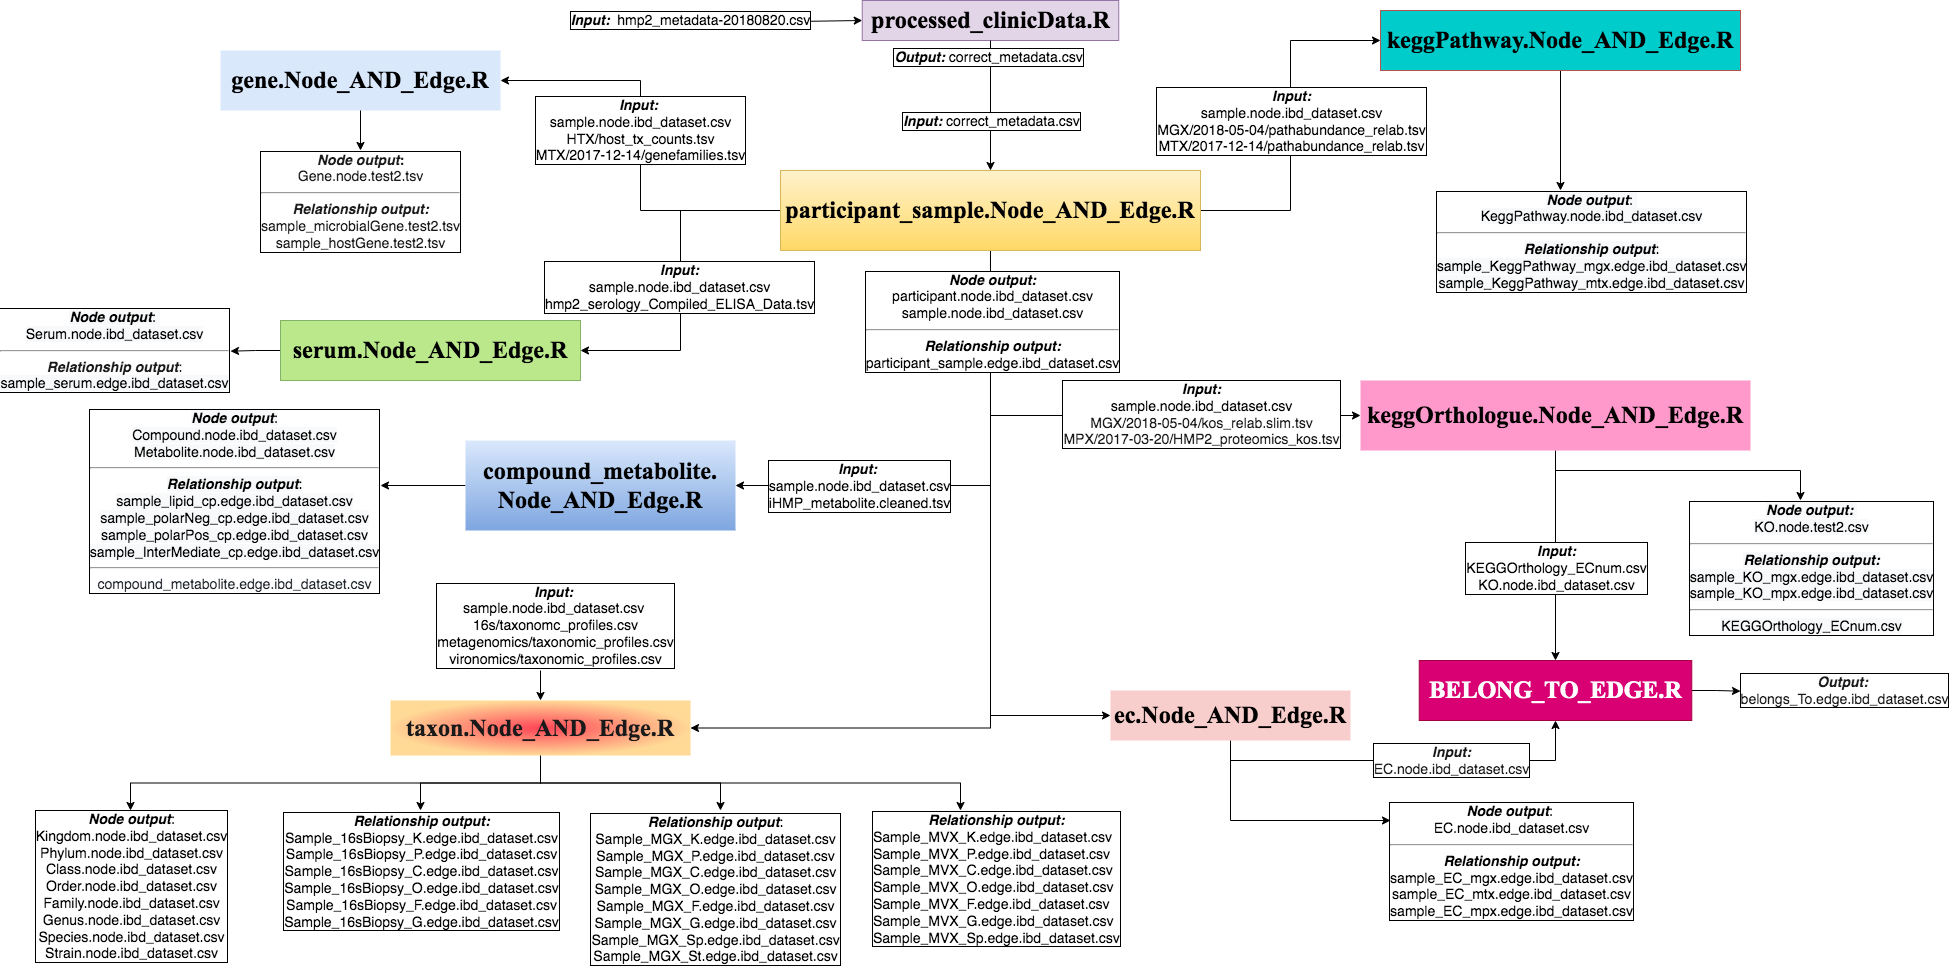 Input: hmp2_metadata-20180820.csv
processed_clinicData.R
Output: correct_metadata.csv
Input: correct_metadata.csv
keggPathway.Node_AND_Edge.R
gene.Node_AND_Edge.R
Input:
sample.node.ibd_dataset.csv
HTX/host_tx_counts.tsv
MTX/2017-12-14/genefamilies.tsv
Input:
sample.node.ibd_dataset.csv
MGX/2018-05-04/pathabundance_relab.tsv
MTX/2017-12-14/pathabundance_relab.tsv
Node output:
Gene.node.test2.tsv
Relationship output:
sample_microbialGene.test2.tsv
sample_hostGene.test2.tsv
participant_sample.Node_AND_Edge.R
Node output:
KeggPathway.node.ibd_dataset.csv
Relationship output:
sample_KeggPathway_mgx.edge.ibd_dataset.csv
sample_KeggPathway_mtx.edge.ibd_dataset.csv
Input:
sample.node.ibd_dataset.csv
hmp2_serology_Compiled_ELISA_Data.tsv
Node output:
participant.node.ibd_dataset.csv
sample.node.ibd_dataset.csv
Relationship output:
participant_sample.edge.ibd_dataset.csv
Node output:
Serum.node.ibd_dataset.csv
Relationship output:
sample_serum.edge.ibd_dataset.csv
serum.Node_AND_Edge.R
Input:
sample.node.ibd_dataset.csv
MGX/2018-05-04/kos_relab.slim.tsv
MPX/2017-03-20/HMP2_proteomics_kos.tsv
keggOrthologue.Node_AND_Edge.R
Node output:
Compound.node.ibd_dataset.csv
Metabolite.node.ibd_dataset.csv
Relationship output:
sample_lipid_cp.edge.ibd_dataset.csv
sample_polarNeg_cp.edge.ibd_dataset.csv
sample_polarPos_cp.edge.ibd_dataset.csv
sample_InterMediate_cp.edge.ibd_dataset.csv
compound_metabolite.edge.ibd_dataset.csv
compound_metabolite.
Node_AND_Edge.R
Input:
sample.node.ibd_dataset.csv
iHMP_metabolite.cleaned.tsv
Node output:
KO.node.test2.csv
Relationship output:
sample_KO_mgx.edge.ibd_dataset.csv
sample_KO_mpx.edge.ibd_dataset.csv
KEGGOrthology_ECnum.csv
Input:
KEGGOrthology_ECnum.csv
KO.node.ibd_dataset.csv
Input:
sample.node.ibd_dataset.csv
16s/taxonomc_profiles.csv
metagenomics/taxonomic_profiles.csv
vironomics/taxonomic_profiles.csv
BELONG_TO_EDGE.R
Output:
belongs_To.edge.ibd_dataset.csv
taxon.Node_AND_Edge.R
ec.Node_AND_Edge.R
Input:
EC.node.ibd_dataset.csv
Node output:
EC.node.ibd_dataset.csv
Relationship output:
sample_EC_mgx.edge.ibd_dataset.csv
sample_EC_mtx.edge.ibd_dataset.csv
sample_EC_mpx.edge.ibd_dataset.csv
Node output:
Kingdom.node.ibd_dataset.csv
Phylum.node.ibd_dataset.csv
Class.node.ibd_dataset.csv
Order.node.ibd_dataset.csv
Family.node.ibd_dataset.csv
Genus.node.ibd_dataset.csv
Species.node.ibd_dataset.csv
Strain.node.ibd_dataset.csv
Relationship output:
Sample_16sBiopsy_K.edge.ibd_dataset.csv
Sample_16sBiopsy_P.edge.ibd_dataset.csv
Sample_16sBiopsy_C.edge.ibd_dataset.csv
Sample_16sBiopsy_O.edge.ibd_dataset.csv
Sample_16sBiopsy_F.edge.ibd_dataset.csv
Sample_16sBiopsy_G.edge.ibd_dataset.csv
Relationship output:
Sample_MGX_K.edge.ibd_dataset.csv
Sample_MGX_P.edge.ibd_dataset.csv
Sample_MGX_C.edge.ibd_dataset.csv
Sample_MGX_O.edge.ibd_dataset.csv
Sample_MGX_F.edge.ibd_dataset.csv
Sample_MGX_G.edge.ibd_dataset.csv
Sample_MGX_Sp.edge.ibd_dataset.csv
Sample_MGX_St.edge.ibd_dataset.csv
Relationship output:
Sample_MVX_K.edge.ibd_dataset.csv
Sample_MVX_P.edge.ibd_dataset.csv
Sample_MVX_C.edge.ibd_dataset.csv
Sample_MVX_O.edge.ibd_dataset.csv
Sample_MVX_F.edge.ibd_dataset.csv
Sample_MVX_G.edge.ibd_dataset.csv
Sample_MVX_Sp.edge.ibd_dataset.csv